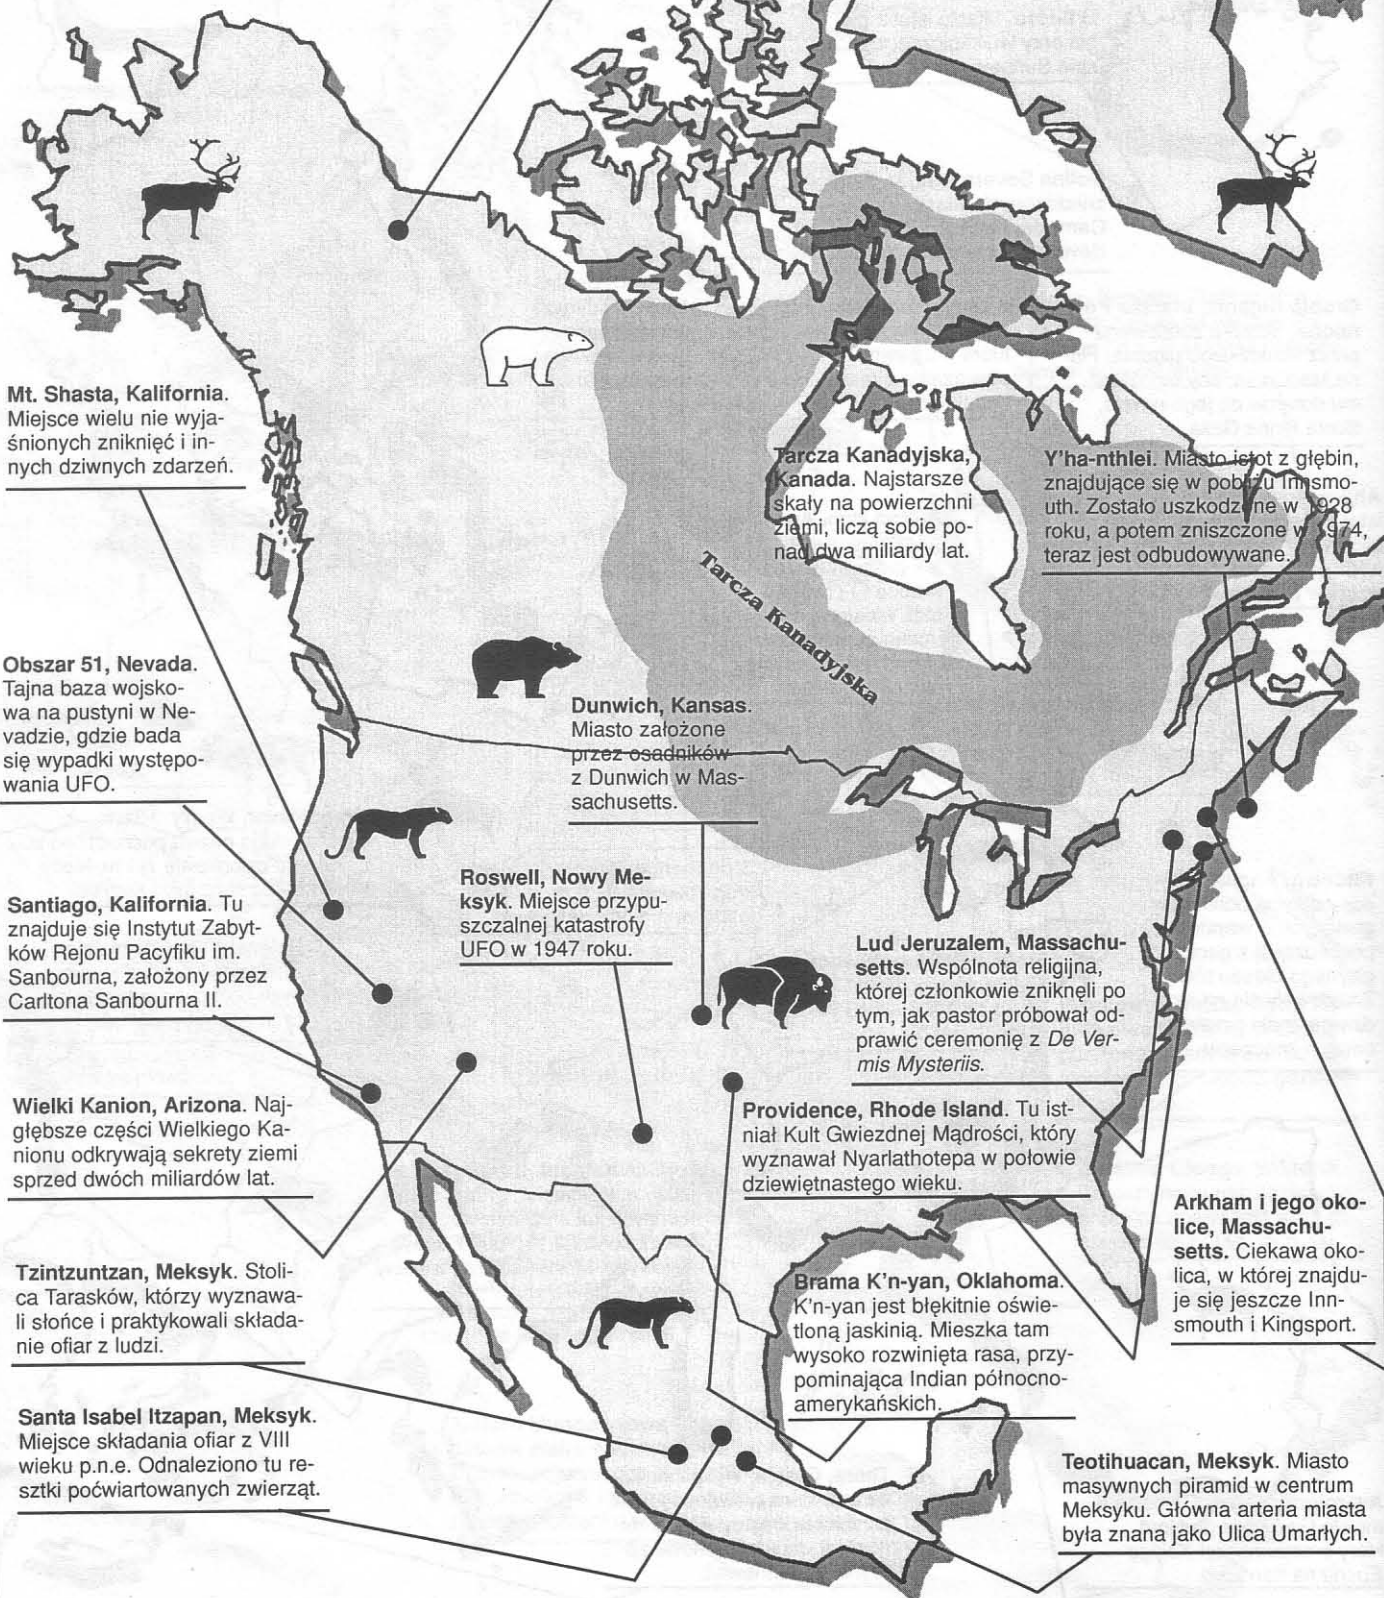 Mt. Shasta, Kalifornia.
Miejsce wielu nie wyja-
śnionych zniknięć i in-
nych dziwnych zdarzeń.
Tarcza Kanadyjska,
Kanada. Najstarsze
skały na powierzchni
ziemi, liczą sobie po-
nad dwa miliardy lat.
Y'ha-nthlei. Miasto istot z głębin,
znajdujące się w pobliżu Innsmo-
uth. Zostało uszkodzone w 1928
roku, a potem zniszczone w 1974,
teraz jest odbudowywane.
Tarcza Kanadyjska
Obszar 51, Nevada.
Tajna baza wojsko-
wa na pustyni w Ne-
vadzie, gdzie bada
się wypadki występo-
wania UFO.
Dunwich, Kansas.
Miasto założone
przez osadników
z Dunwich w Mas-
sachusetts.
Roswell, Nowy Me-
ksyk. Miejsce przypu-
szczalnej katastrofy
UFO w 1947 roku.
Santiago, Kalifornia. Tu
znajduje się Instytut Zabyt-
ków Rejonu Pacyfiku im.
Sanbourna, założony przez
Carltona Sanbourna II.
Lud Jeruzalem, Massachu-
setts. Wspólnota religijna,
której członkowie zniknęli po
tym, jak pastor próbował od-
prawić ceremonię z De Ver-
mis Mysteriis.
Wielki Kanion, Arizona. Naj-
głębsze części Wielkiego Ka-
nionu odkrywają sekrety ziemi
sprzed dwóch miliardów lat.
Providence, Rhode Island. Tu ist-
niał Kult Gwiezdnej Mądrości, który
wyznawał Nyarlathotepa w połowie
dziewiętnastego wieku.
Arkham i jego oko-
lice, Massachu-
setts. Ciekawa oko-
lica, w której znajdu-
je się jeszcze Inn-
smouth i Kingsport.
Tzintzuntzan, Meksyk. Stoli-
ca Tarasków, którzy wyznawa-
li słońce i praktykowali składa-
nie ofiar z ludzi.
Brama K'n-yan, Oklahoma.
K'n-yan jest błękitnie oświe-
tloną jaskinią. Mieszka tam
wysoko rozwinięta rasa, przy-
pominająca Indian północno-
amerykańskich.
Santa Isabel Itzapan, Meksyk.
Miejsce składania ofiar z VIII
wieku p.n.e. Odnaleziono tu re-
sztki poćwiartowanych zwierząt.
Teotihuacan, Meksyk. Miasto
masywnych piramid w centrum
Meksyku. Główna arteria miasta
była znana jako Ulica Umarłych.